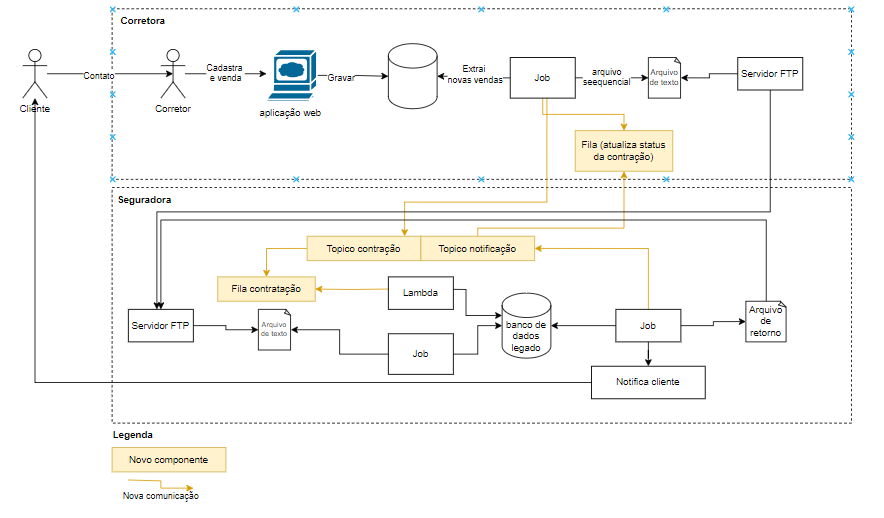 Corretora
Cliente
Contato
Corretor
Cadastra
e venda
aplicação web
Gravar
Extrai
novas vendas
Job
arquivo
seequencial
Arquivo
de texto
Servidor FTP
Fila (atualiza status
da contração)
Seguradora
Topico contração
Topico notificação
Fila contratação
Lambda
Servidor FTP
Arquivo
de texto
Job
banco de
dados
legado
Job
Arquivo
de
retorno
Notifica cliente
Legenda
Novo componente
Nova comunicação